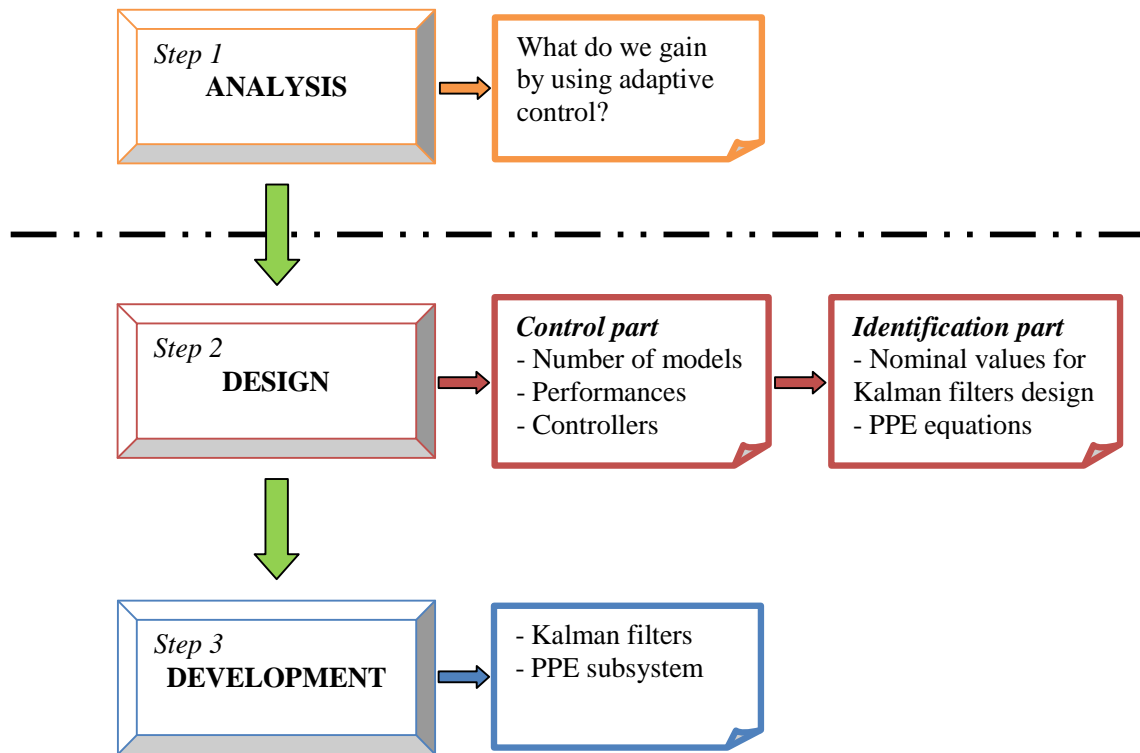 Step 1
ANALYSIS
What do we gain
by using adaptive
control?
Step 2
DESIGN
Control part
- Number of models
- Performances
- Controllers
Identification part
- Nominal values for
Kalman filters design
- PPE equations
Step 3
DEVELOPMENT
- Kalman filters
- PPE subsystem